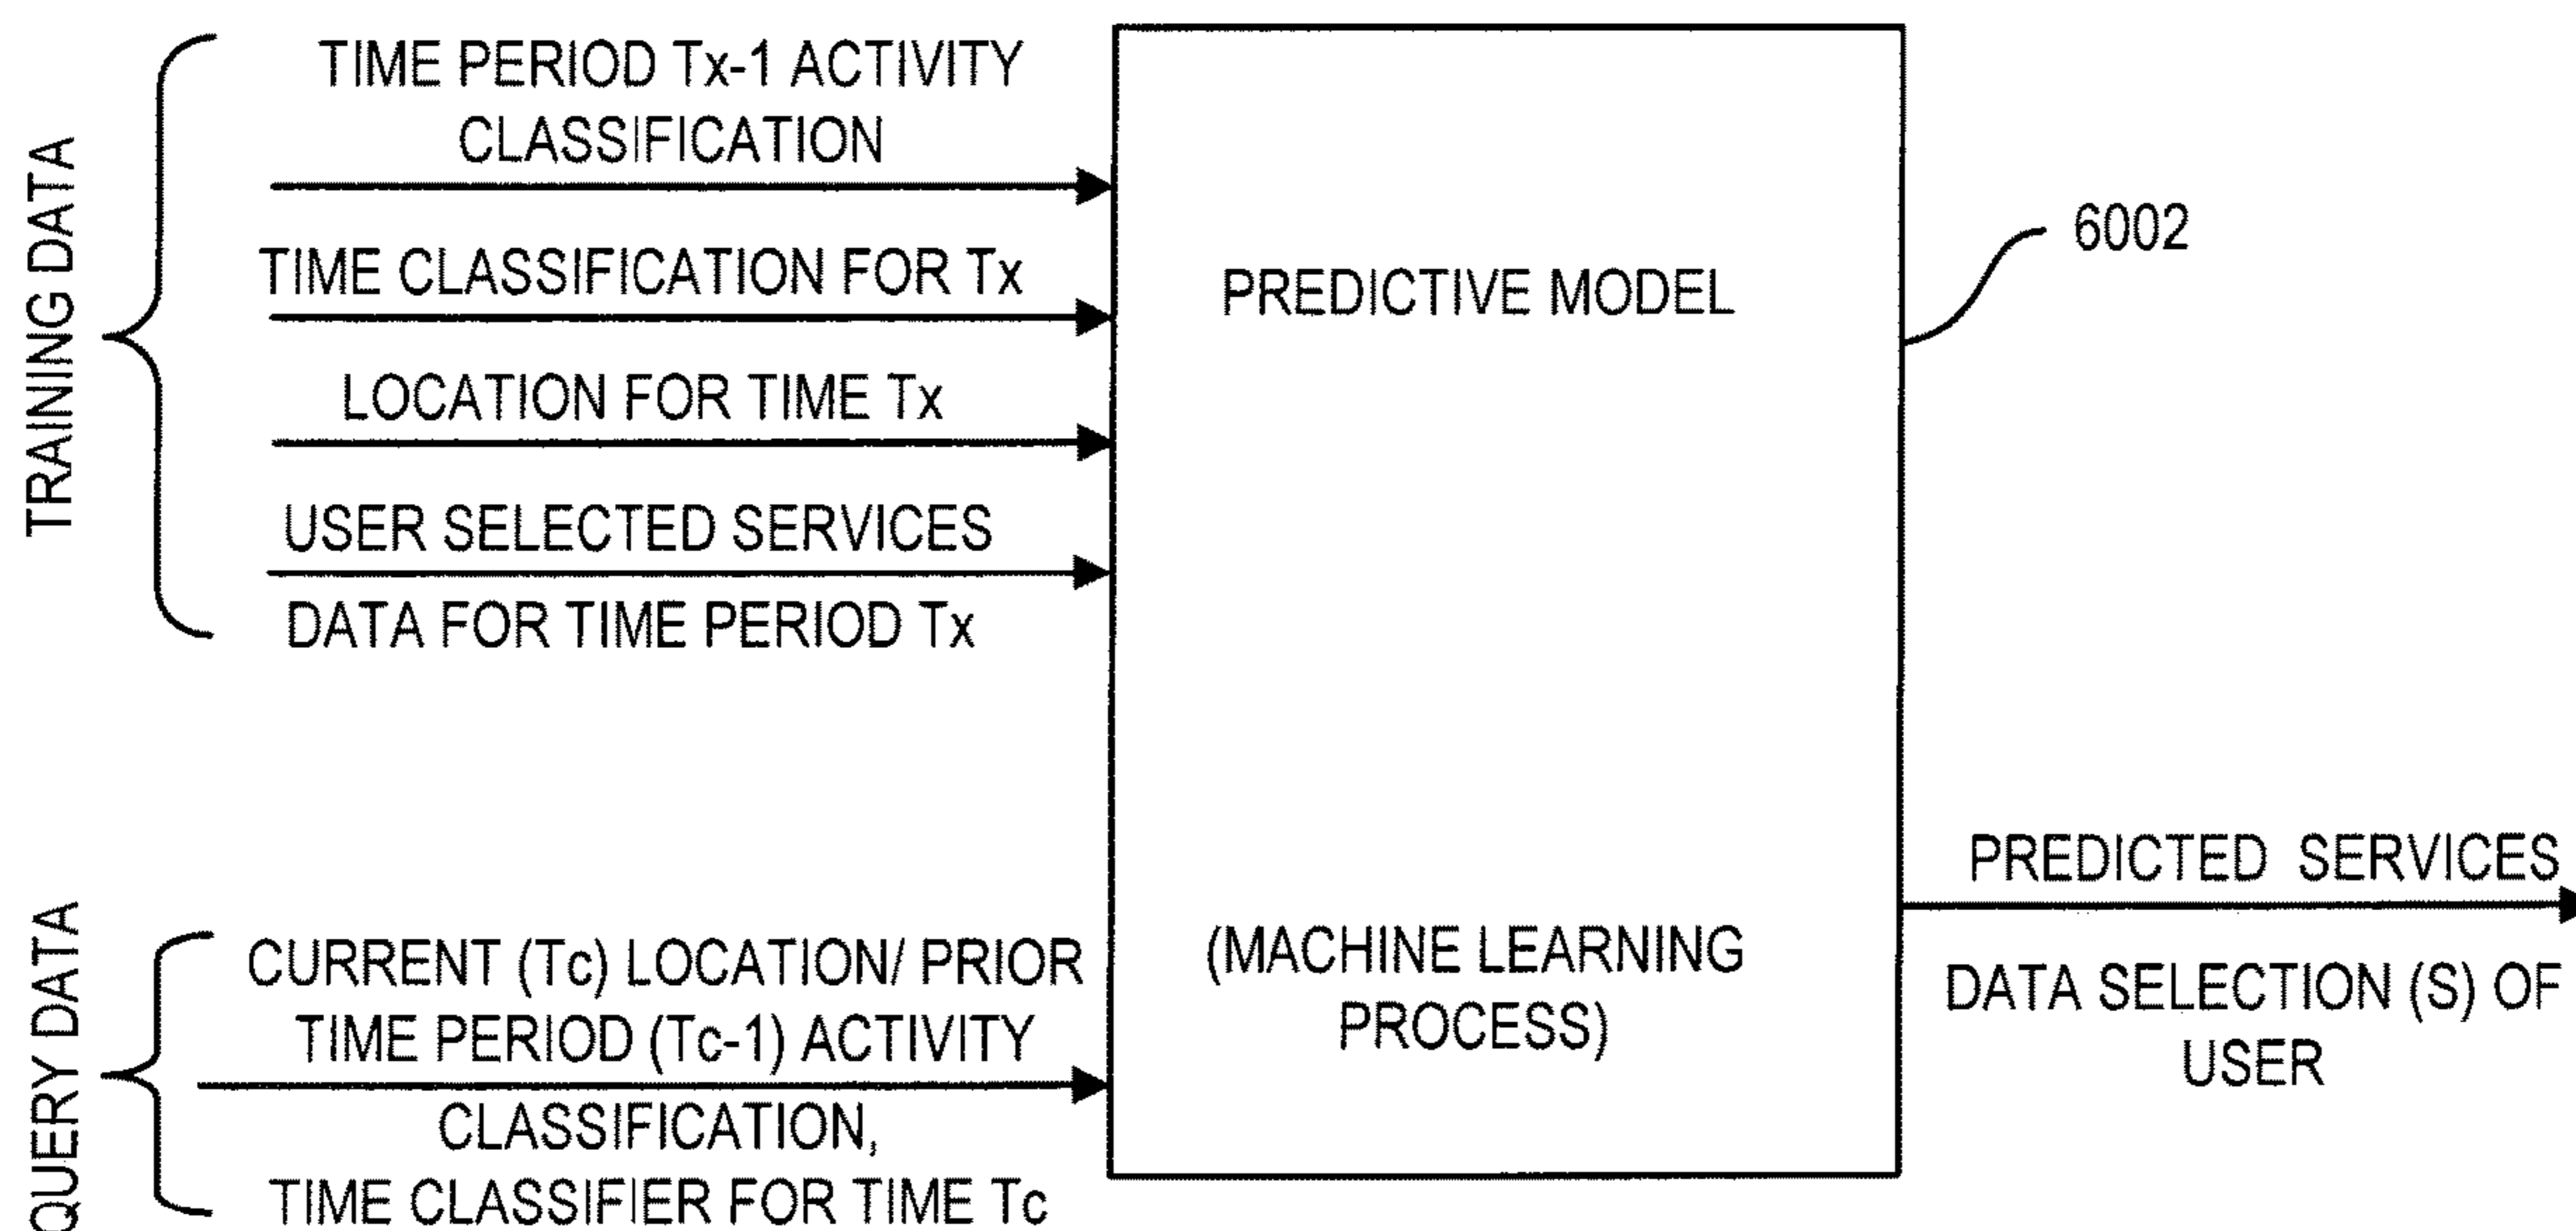 TRAINING DATA
TIME PERIOD Tx-1 ACTIVITY
CLASSIFICATION
TIME CLASSIFICATION FOR Tx
LOCATION FOR TIME Tx
USER SELECTED SERVICES
DATA FOR TIME PERIOD Tx
PREDICTIVE MODEL
6002
QUERY DATA
CURRENT (Tc) LOCATION/ PRIOR
TIME PERIOD (Tc-1) ACTIVITY
CLASSIFICATION,
TIME CLASSIFIER FOR TIME Tc
(MACHINE LEARNING
PROCESS)
PREDICTED SERVICES
DATA SELECTION (S) OF
USER